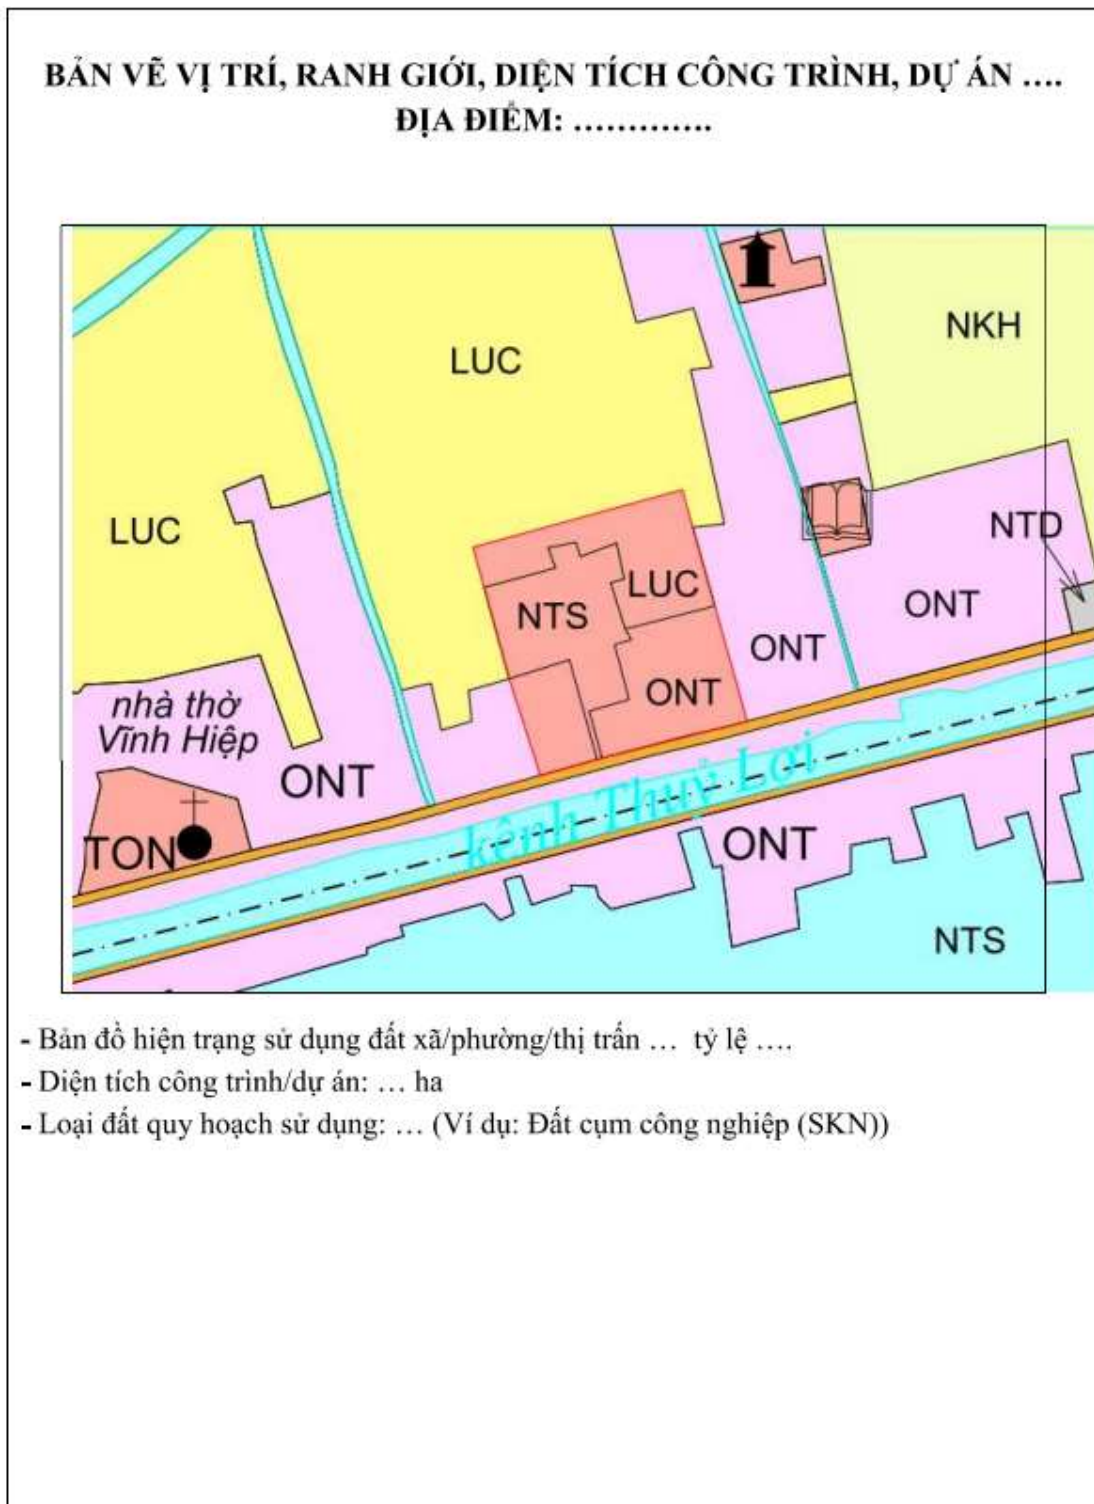 BẢN VẼ VỊ TRÍ, RANH GIỚI, DIỆN TÍCH CÔNG TRÌNH, DỰ ÁN ….
ĐỊA ĐIỂM: ………….
NKH
LUC
LUC
NTD
LUC
NTS
ONT
ONT
ONT
nhà thờ
Vĩnh Hiệp
ONT
kênh Thuỷ Lợi
TON
ONT
NTS
- Bản đồ hiện trạng sử dụng đất xã/phường/thị trấn … tỷ lệ ….
- Diện tích công trình/dự án: … ha
- Loại đất quy hoạch sử dụng: … (Ví dụ: Đất cụm công nghiệp (SKN))